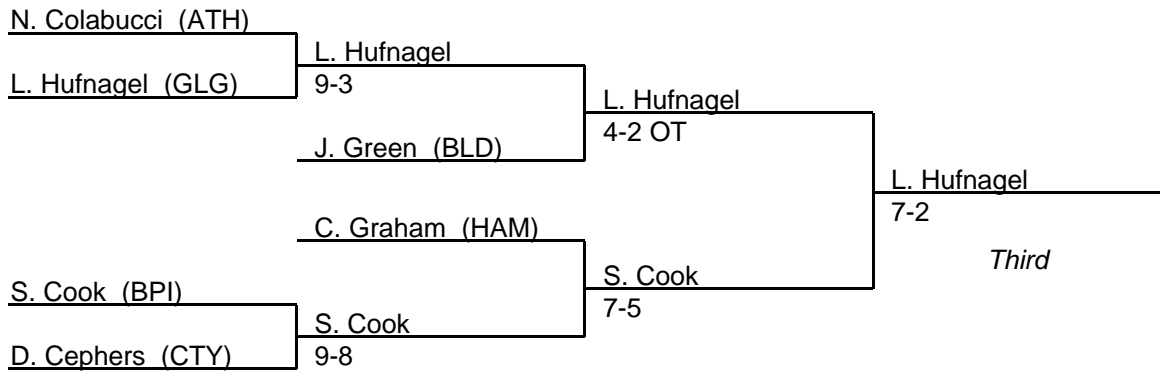 N. Colabucci (ATH)
L. Hufnagel
L. Hufnagel (GLG)
9-3
L. Hufnagel
4-2 OT
J. Green (BLD)
L. Hufnagel
7-2
C. Graham (HAM)
Third
S. Cook
S. Cook (BPI)
7-5
S. Cook
D. Cephers (CTY)
9-8